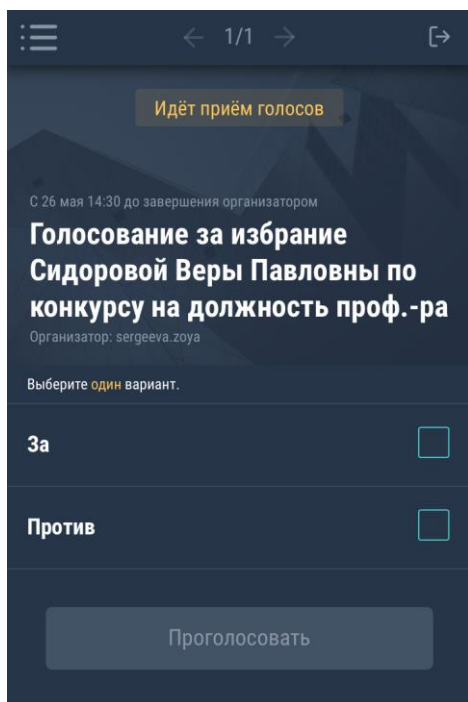 1/1
Идёт приём голосов
С 26 мая 14:30 до завершения организатором
Голосование за избрание
Сидоровой Веры Павловны по
конкурсу на должность проф.-ра
Организатор: sergeeva.zoya
Выберите один вариант.
За
Против
Проголосовать